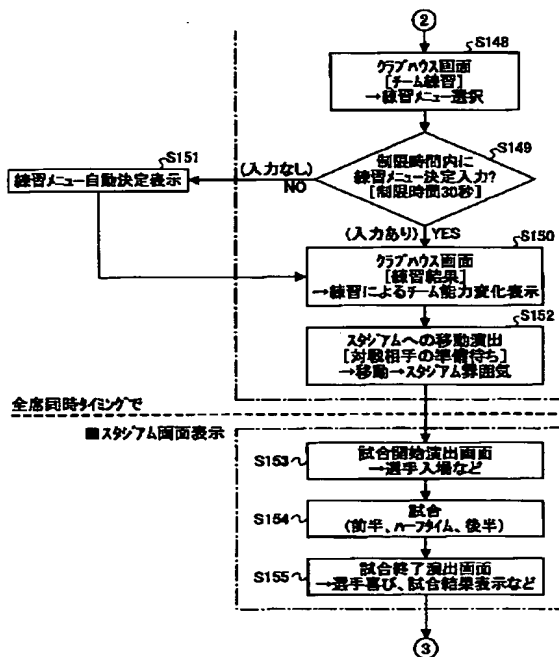 ②
S148
クラブハウス画面
[チーム練習]
→練習メニュー選択
S149
制限時間内に
練習メニュー決定入力?
[制限時間30秒]
(入力なし)
NO
S151
練習メニュー自動決定表示
(入力あり) YES
S150
クラブハウス画面
[練習結果]
→練習によるチーム能力変化表示
S152
スタジアムへの移動演出
[対戦相手の準備待ち]
→移動→スタジアム雰囲気
全席同時タイミングで
■スタジアム画面表示
S153
試合開始演出画面
→選手入場など
S154
試合
(前半、ハーフタイム、後半)
S155
試合終了演出画面
→選手喜び、試合結果表示など
③